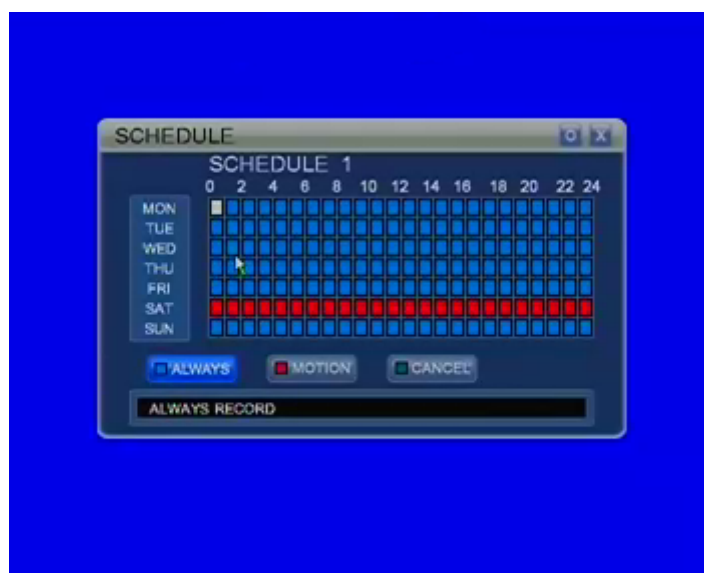 SCHEDULE O X
SCHEDULE 1
0 2 4 6 8 10 12 14 16 18 20 22 24
MON
TUE
WED
THU
FRI
SAT
SUN
ALWAYS MOTION CANCEL
ALWAYS RECORD